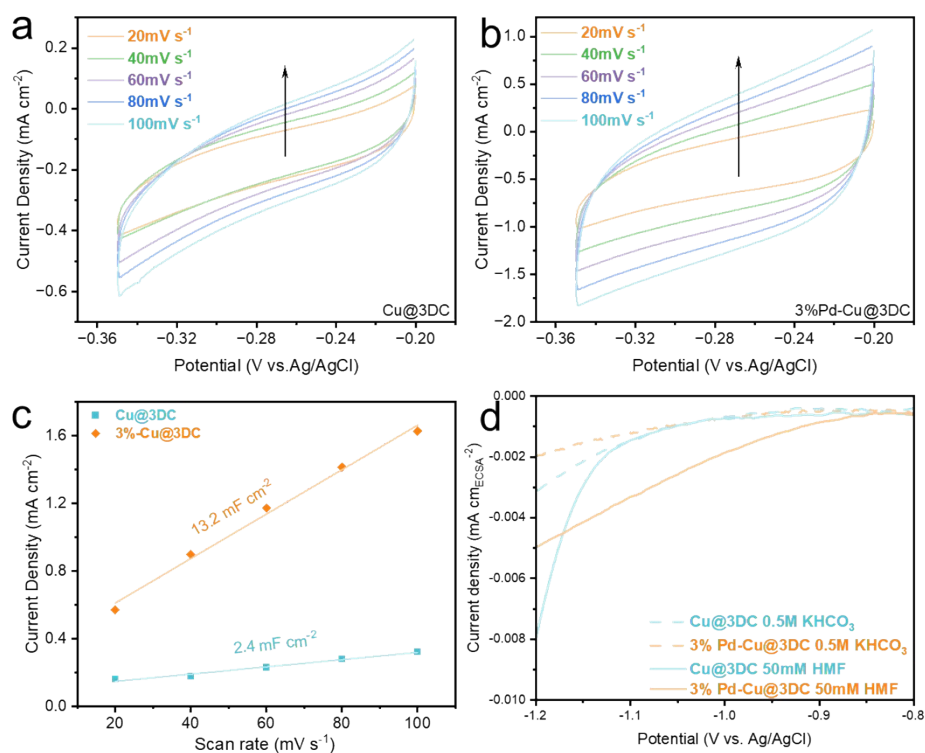 a
20mV s⁻¹
40mV s⁻¹
60mV s⁻¹
80mV s⁻¹
100mV s⁻¹
0.2
0.0
−0.2
−0.4
−0.6
Current Density (mA cm⁻²)
Cu@3DC
−0.36
−0.32
−0.28
−0.24
−0.20
Potential (V vs.Ag/AgCl)
b
20mV s⁻¹
40mV s⁻¹
60mV s⁻¹
80mV s⁻¹
100mV s⁻¹
1.0
0.5
0.0
−0.5
−1.0
−1.5
−2.0
Current Density (mA cm⁻²)
3%Pd-Cu@3DC
−0.36
−0.32
−0.28
−0.24
−0.20
Potential (V vs.Ag/AgCl)
c
Cu@3DC
3%-Cu@3DC
1.6
1.2
0.8
0.4
0.0
Current Density (mA cm⁻²)
13.2 mF cm⁻²
2.4 mF cm⁻²
20
40
60
80
100
Scan rate (mV s⁻¹)
d
0.000
-0.002
-0.004
-0.006
-0.008
-0.010
Current density (mA cm_ECSA⁻²)
Cu@3DC 0.5M KHCO₃
3% Pd-Cu@3DC 0.5M KHCO₃
Cu@3DC 50mM HMF
3% Pd-Cu@3DC 50mM HMF
-1.2
-1.1
-1.0
-0.9
-0.8
Potential (V vs. Ag/AgCl)